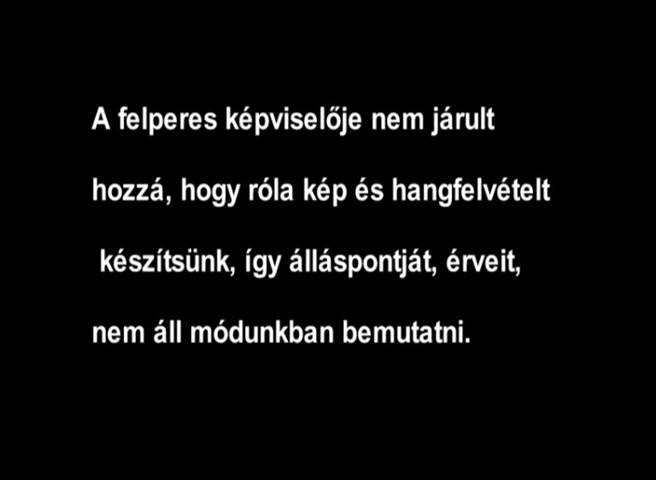 A felperes képviselője nem járult
hozzá, hogy róla kép és hangfelvételt
készítsünk, így álláspontját, érveit,
nem áll módunkban bemutatni.